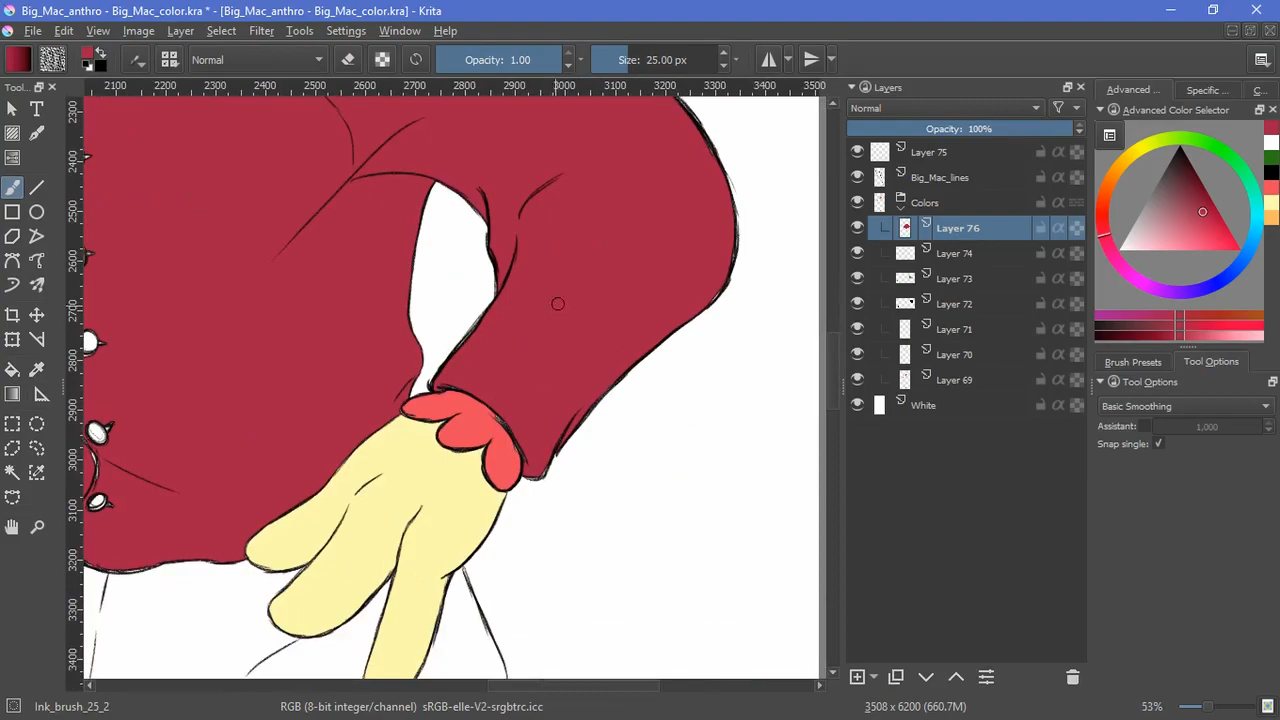 Big_Mac_anthro - Big_Mac_color.kra * - [Big_Mac_anthro - Big_Mac_color.kra] - Krita
File Edit View Image Layer Select Filter Tools Settings Window Help
Normal Opacity: 1.00 Size: 25.00 px
Tool...
2100 2200 2300 2400 2500 2600 2700 2800 2900 3000 3100 3200 3300 3400 3500
2300
2400
2500
2600
2700
2800
2900
3000
3100
3200
3300
3400
Layers
Normal
Opacity: 100%
Layer 75
Big_Mac_lines
Colors
Layer 76
Layer 74
Layer 73
Layer 72
Layer 71
Layer 70
Layer 69
White
Advanced ... Specific ... C...
Advanced Color Selector
Brush Presets Tool Options
Tool Options
Basic Smoothing
Assistant: 1,000
Snap single:
Ink_brush_25_2 RGB (8-bit integer/channel) sRGB-elle-V2-srgbtrc.icc 3508 x 6200 (660.7M) 53%